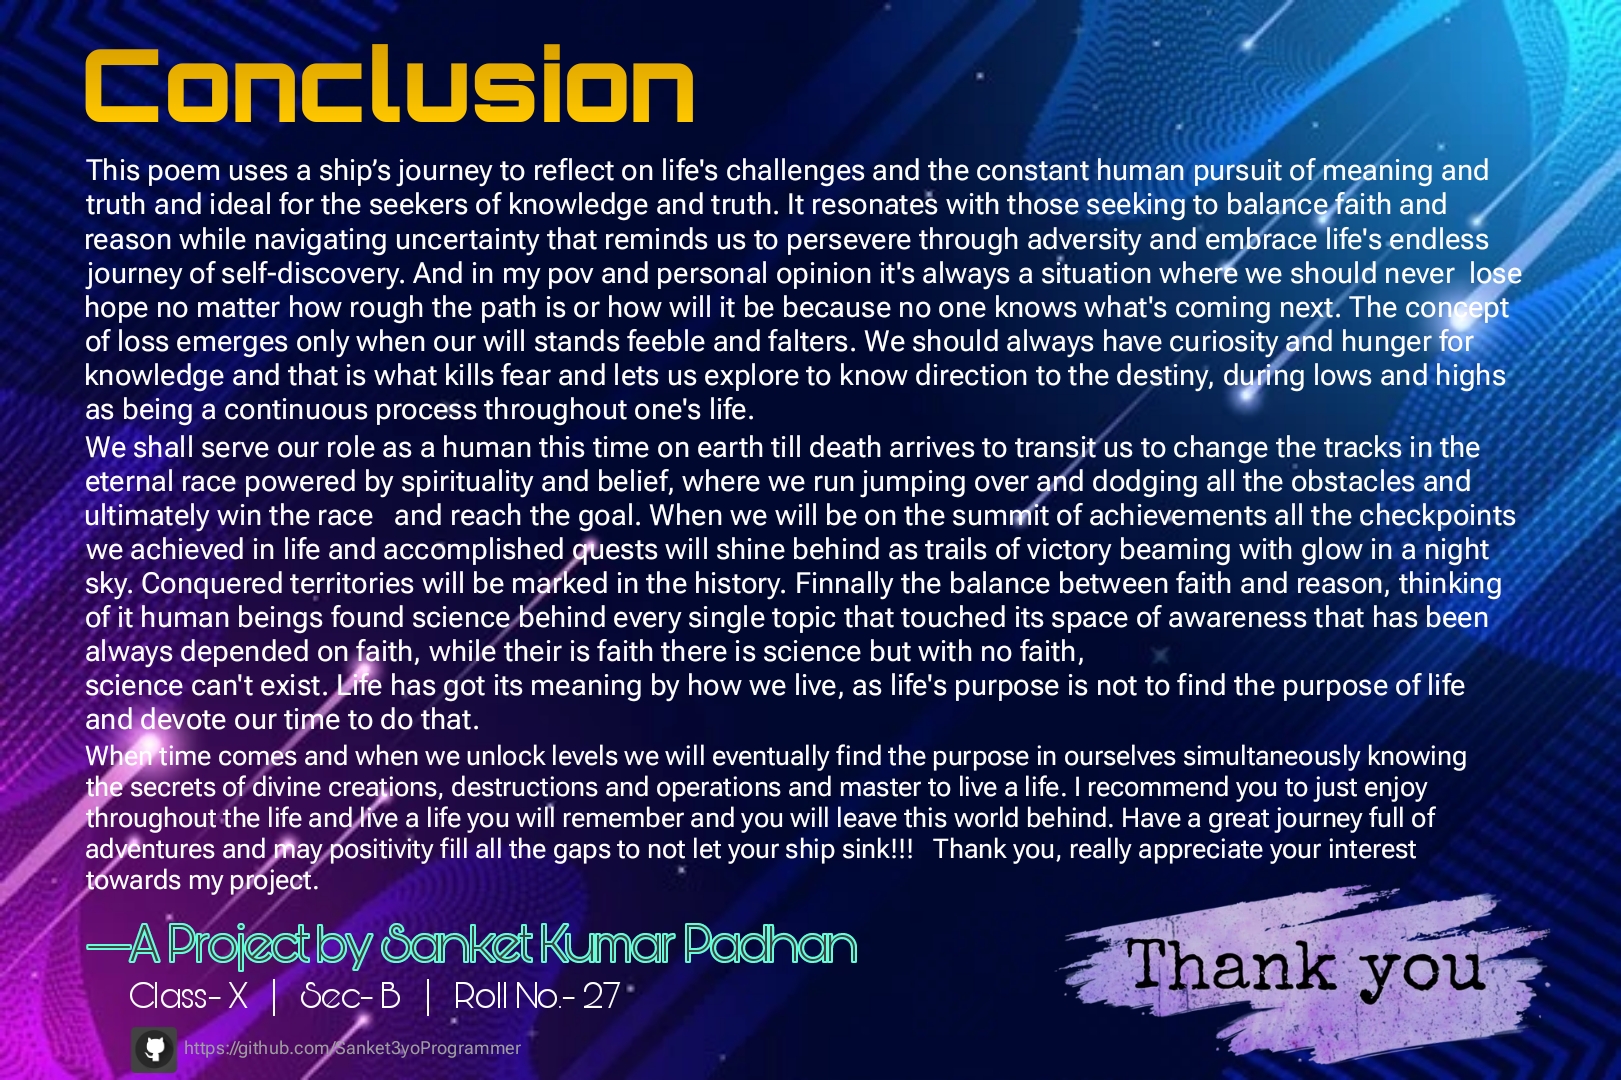 Conclusion
This poem uses a ship’s journey to reflect on life's challenges and the constant human pursuit of meaning and
truth and ideal for the seekers of knowledge and truth. It resonates with those seeking to balance faith and
reason while navigating uncertainty that reminds us to persevere through adversity and embrace life's endless
journey of self-discovery. And in my pov and personal opinion it's always a situation where we should never  lose
hope no matter how rough the path is or how will it be because no one knows what's coming next. The concept
of loss emerges only when our will stands feeble and falters. We should always have curiosity and hunger for
knowledge and that is what kills fear and lets us explore to know direction to the destiny, during lows and highs
as being a continuous process throughout one's life.
We shall serve our role as a human this time on earth till death arrives to transit us to change the tracks in the
eternal race powered by spirituality and belief, where we run jumping over and dodging all the obstacles and
ultimately win the race   and reach the goal. When we will be on the summit of achievements all the checkpoints
we achieved in life and accomplished quests will shine behind as trails of victory beaming with glow in a night
sky. Conquered territories will be marked in the history. Finnally the balance between faith and reason, thinking
of it human beings found science behind every single topic that touched its space of awareness that has been
always depended on faith, while their is faith there is science but with no faith,
science can't exist. Life has got its meaning by how we live, as life's purpose is not to find the purpose of life
and devote our time to do that.
When time comes and when we unlock levels we will eventually find the purpose in ourselves simultaneously knowing
the secrets of divine creations, destructions and operations and master to live a life. I recommend you to just enjoy
throughout the life and live a life you will remember and you will leave this world behind. Have a great journey full of
adventures and may positivity fill all the gaps to not let your ship sink!!!   Thank you, really appreciate your interest
towards my project.
—A Project by Sanket Kumar Padhan
Class- X | Sec- B | Roll No.- 27
https://github.com/Sanket3yoProgrammer
Thank you